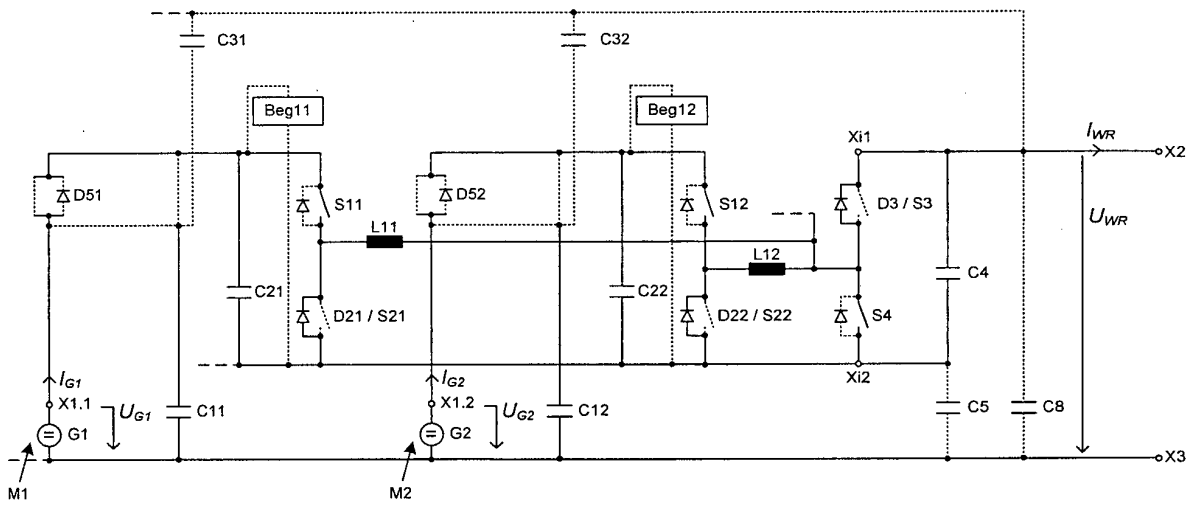 C31
C32
Beg11
Beg12
Xi1
I_WR
X2
D51
S11
D52
S12
D3 / S3
U_WR
L11
L12
C21
D21 / S21
C22
D22 / S22
S4
C4
Xi2
I_G1
X1.1
U_G1
C11
I_G2
X1.2
U_G2
C12
C5
C8
G1
G2
X3
M1
M2